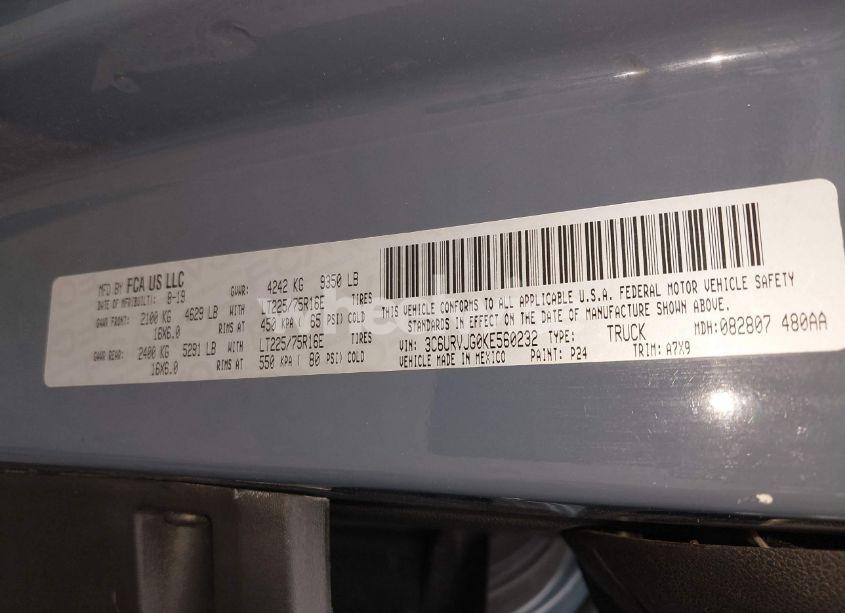 MFD BY FCA US LLC
DATE OF MFR(BUILT): 8-19 GVWR: 4242 KG 9350 LB
GAWR FRONT: 2100 KG 4629 LB WITH LT225/75R16E TIRES
16X6.0 RIMS AT 450 KPA( 65 PSI) COLD
GAWR REAR: 2400 KG 5291 LB WITH LT225/75R16E TIRES
16X6.0 RIMS AT 550 KPA ( 80 PSI) COLD
THIS VEHICLE CONFORMS TO ALL APPLICABLE U.S.A. FEDERAL MOTOR VEHICLE SAFETY
STANDARDS IN EFFECT ON THE DATE OF MANUFACTURE SHOWN ABOVE.
VIN: 3C6URVJG0KE560232 TYPE: TRUCK MDH:082807 480AA
VEHICLE MADE IN MEXICO PAINT: P24 TRIM: A7X9